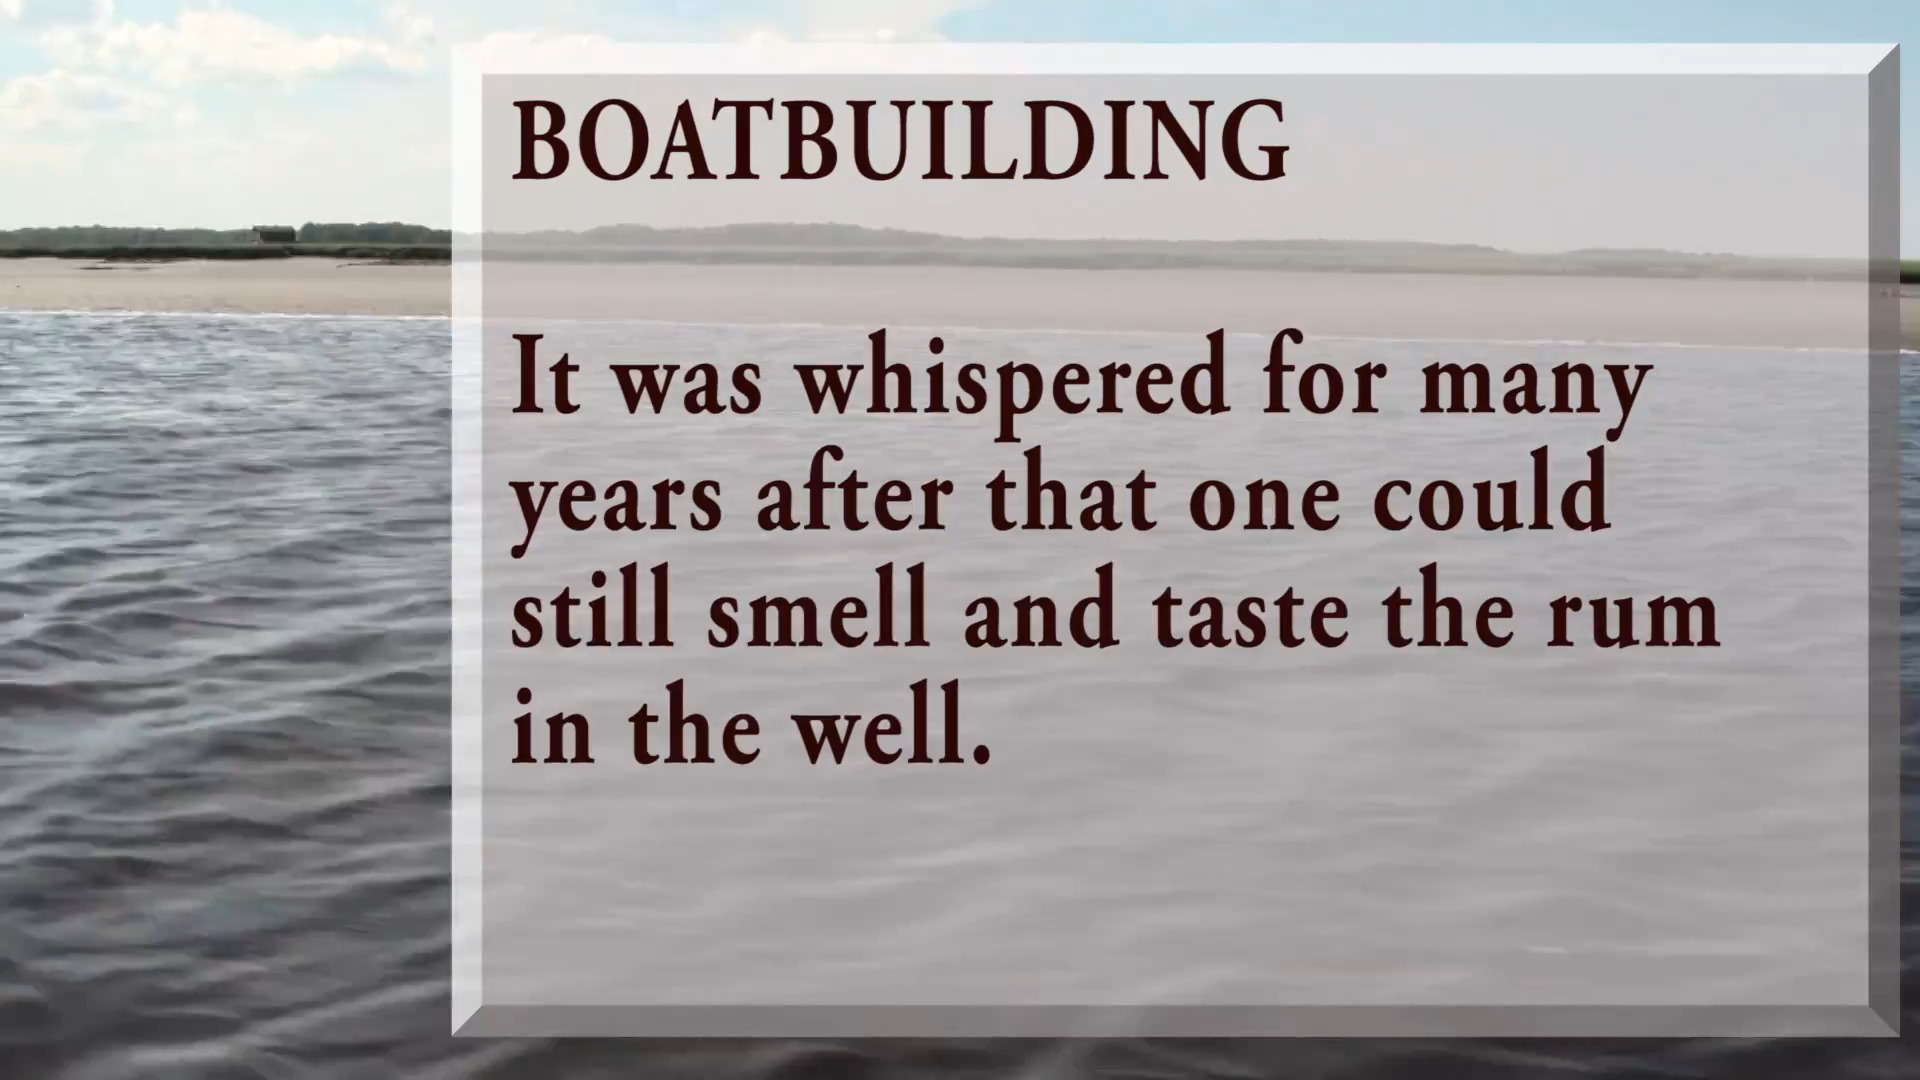 BOATBUILDING
It was whispered for many
years after that one could
still smell and taste the rum
in the well.